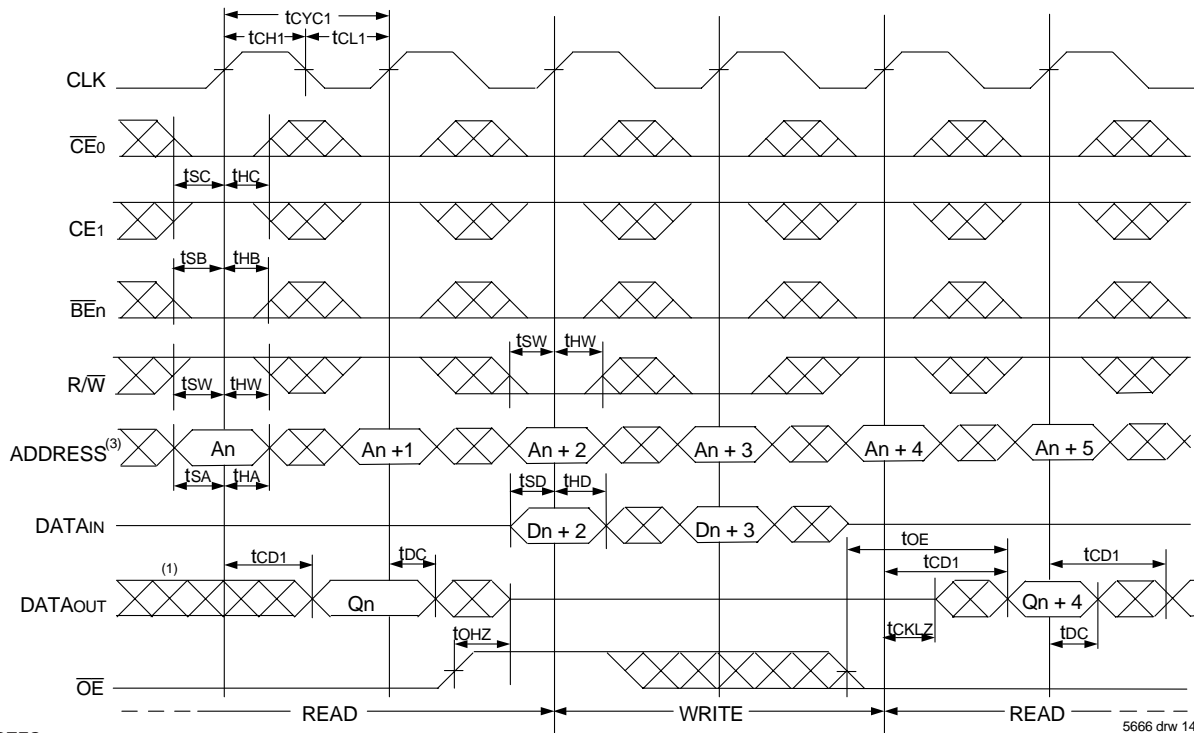 tCYC1
tCH1 tCL1
CLK
CE0
tSC tHC
CE1
tSB tHB
BEn
tSW tHW
R/W
tSW tHW
ADDRESS(3) An An +1 An + 2 An + 3 An + 4 An + 5
tSA tHA
tSD tHD
DATAIN Dn + 2 Dn + 3
tOE
(1) tCD1 tDC tCD1 tCD1
DATAOUT Qn Qn + 4
tOHZ tCKLZ tDC
OE
READ WRITE READ
5666 drw 14